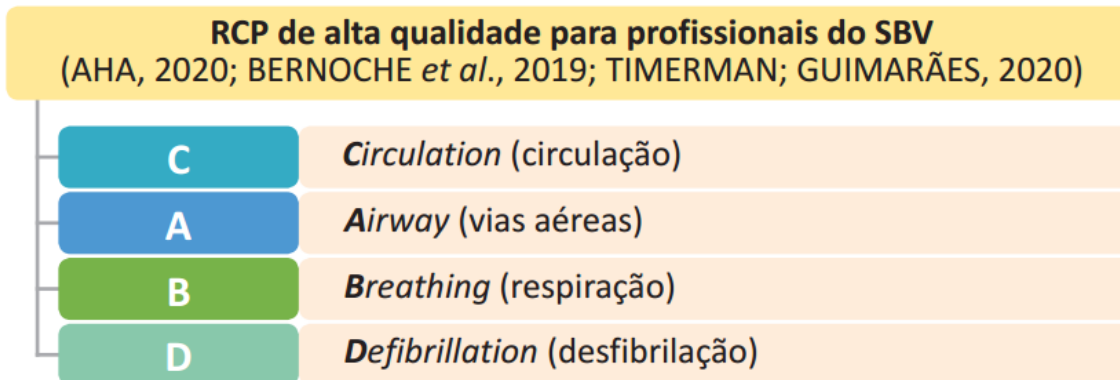 RCP de alta qualidade para profissionais do SBV
(AHA, 2020; BERNOCHE et al., 2019; TIMERMAN; GUIMARÃES, 2020)
C Circulation (circulação)
A Airway (vias aéreas)
B Breathing (respiração)
D Defibrillation (desfibrilação)